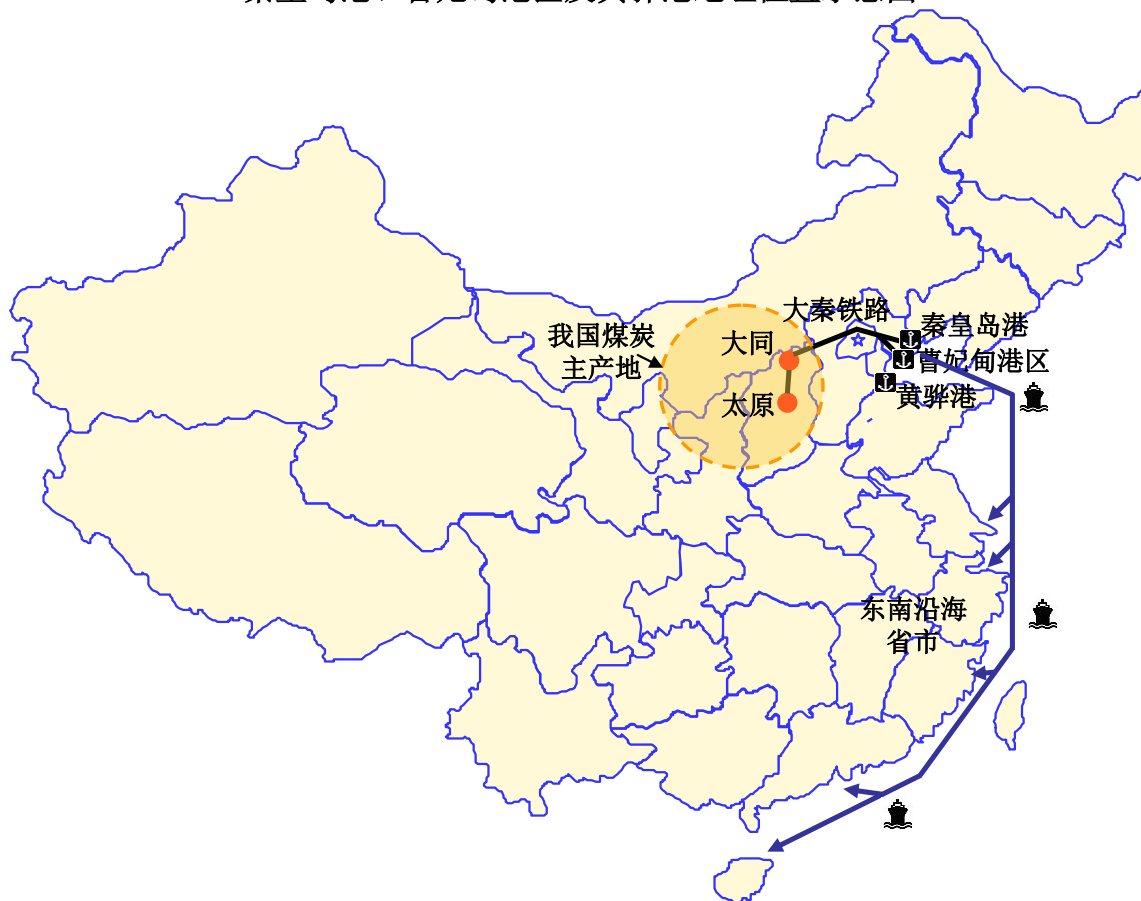 大秦铁路
秦皇岛港
我国煤炭
主产地
大同
曹妃甸港区
太原
黄骅港
东南沿海
省市